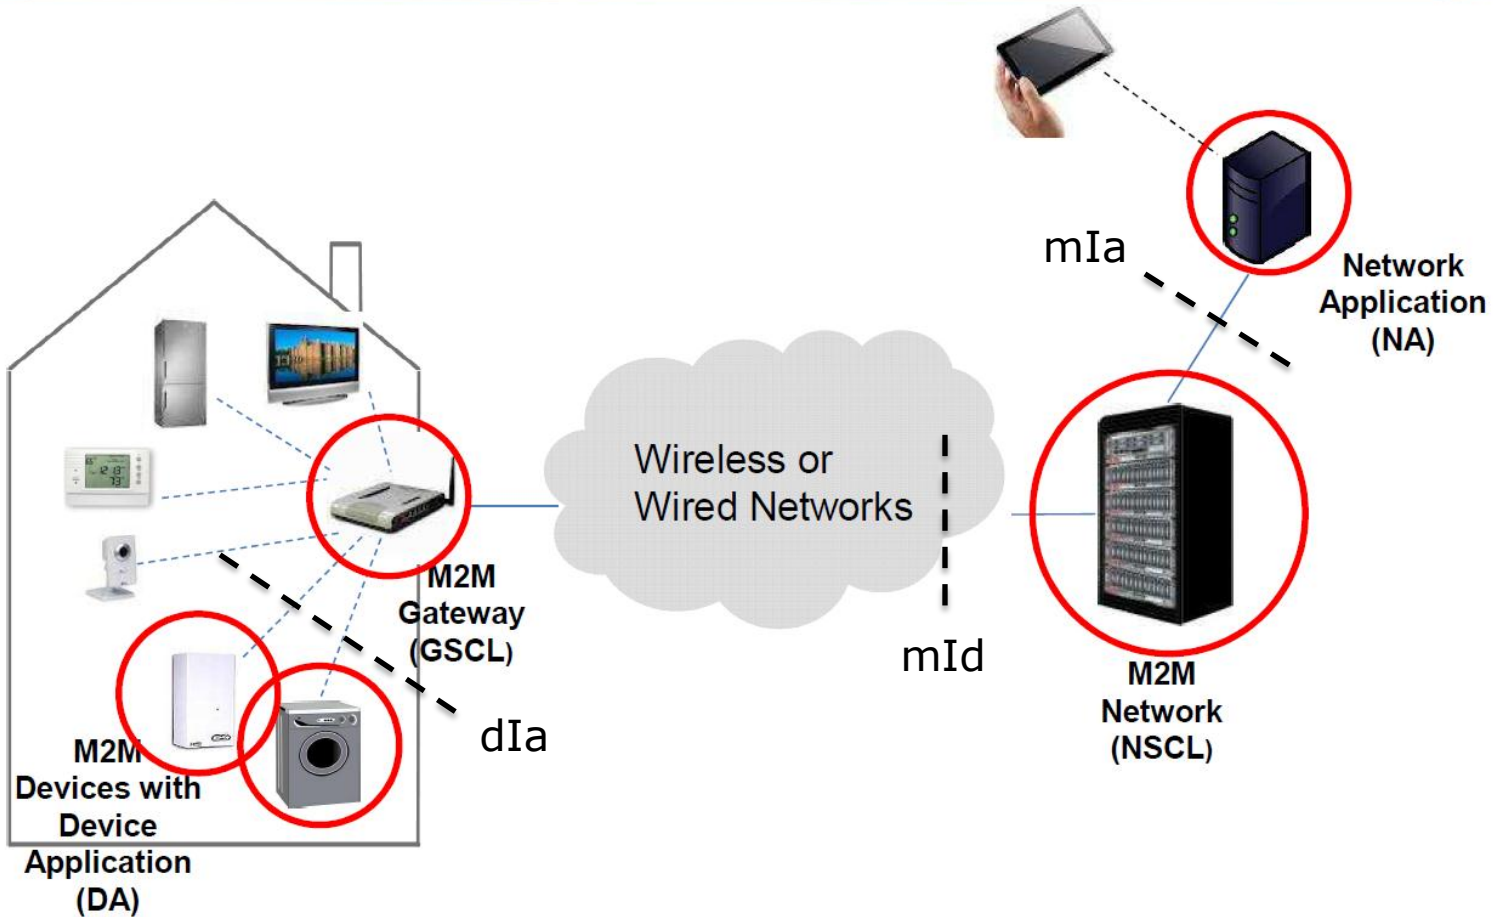 mIa
Network
Application
(NA)
Wireless or
Wired Networks
M2M
Gateway
(GSCL)
mId
M2M
Network
(NSCL)
dIa
M2M
Devices with
Device
Application
(DA)